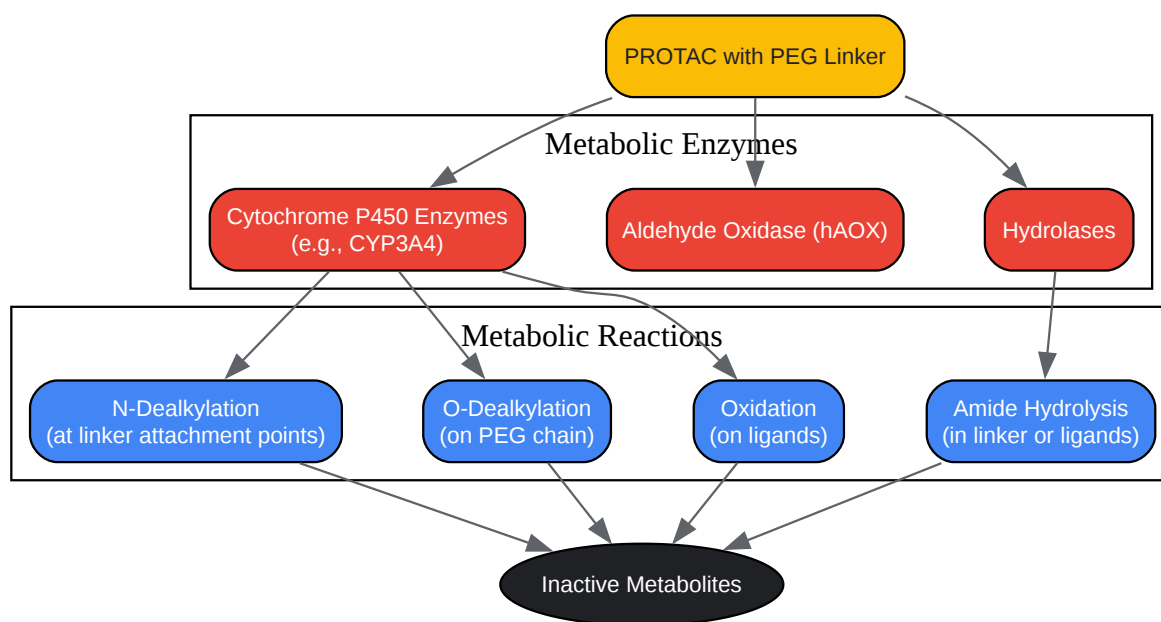 PROTAC with PEG Linker
Metabolic Enzymes
Cytochrome P450 Enzymes
(e.g., CYP3A4)
Aldehyde Oxidase (hAOX)
Hydrolases
Metabolic Reactions
N-Dealkylation
(at linker attachment points)
O-Dealkylation
(on PEG chain)
Oxidation
(on ligands)
Amide Hydrolysis
(in linker or ligands)
Inactive Metabolites